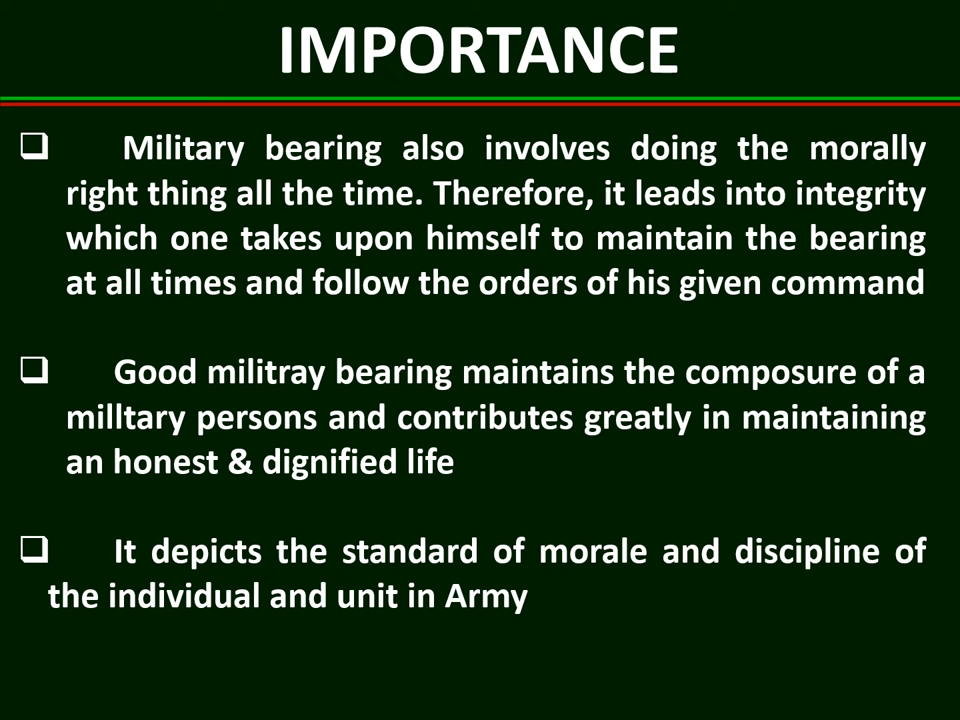 IMPORTANCE
❑ Military bearing also involves doing the morally
right thing all the time. Therefore, it leads into integrity
which one takes upon himself to maintain the bearing
at all times and follow the orders of his given command
❑ Good militray bearing maintains the composure of a
milltary persons and contributes greatly in maintaining
an honest & dignified life
❑ It depicts the standard of morale and discipline of
the individual and unit in Army